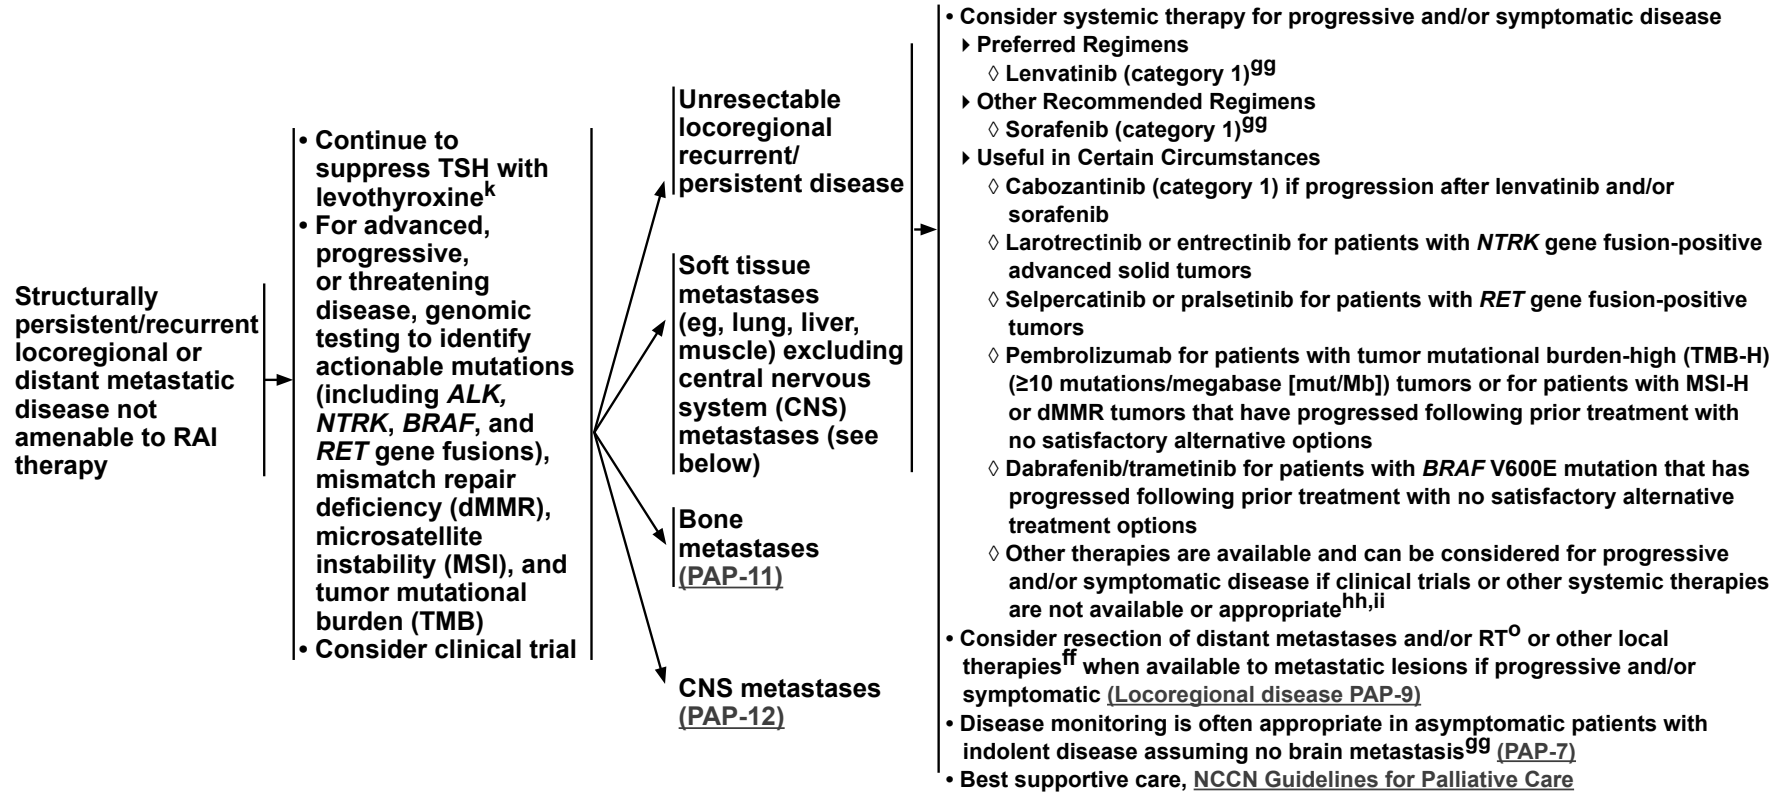 Structurally
persistent/recurrent
locoregional or
distant metastatic
disease not
amenable to RAI
therapy
• Continue to
suppress TSH with
levothyroxinek
• For advanced,
progressive,
or threatening
disease, genomic
testing to identify
actionable mutations
(including ALK,
NTRK, BRAF, and
RET gene fusions),
mismatch repair
deficiency (dMMR),
microsatellite
instability (MSI), and
tumor mutational
burden (TMB)
• Consider clinical trial
Unresectable
locoregional
recurrent/
persistent disease
Soft tissue
metastases
(eg, lung, liver,
muscle) excluding
central nervous
system (CNS)
metastases (see
below)
Bone
metastases
(PAP-11)
CNS metastases
(PAP-12)
• Consider systemic therapy for progressive and/or symptomatic disease
▸ Preferred Regimens
◊ Lenvatinib (category 1)gg
▸ Other Recommended Regimens
◊ Sorafenib (category 1)gg
▸ Useful in Certain Circumstances
◊ Cabozantinib (category 1) if progression after lenvatinib and/or
sorafenib
◊ Larotrectinib or entrectinib for patients with NTRK gene fusion-positive
advanced solid tumors
◊ Selpercatinib or pralsetinib for patients with RET gene fusion-positive
tumors
◊ Pembrolizumab for patients with tumor mutational burden-high (TMB-H)
(≥10 mutations/megabase [mut/Mb]) tumors or for patients with MSI-H
or dMMR tumors that have progressed following prior treatment with
no satisfactory alternative options
◊ Dabrafenib/trametinib for patients with BRAF V600E mutation that has
progressed following prior treatment with no satisfactory alternative
treatment options
◊ Other therapies are available and can be considered for progressive
and/or symptomatic disease if clinical trials or other systemic therapies
are not available or appropriatehh,ii
• Consider resection of distant metastases and/or RTo or other local
therapiesff when available to metastatic lesions if progressive and/or
symptomatic (Locoregional disease PAP-9)
• Disease monitoring is often appropriate in asymptomatic patients with
indolent disease assuming no brain metastasisgg (PAP-7)
• Best supportive care, NCCN Guidelines for Palliative Care